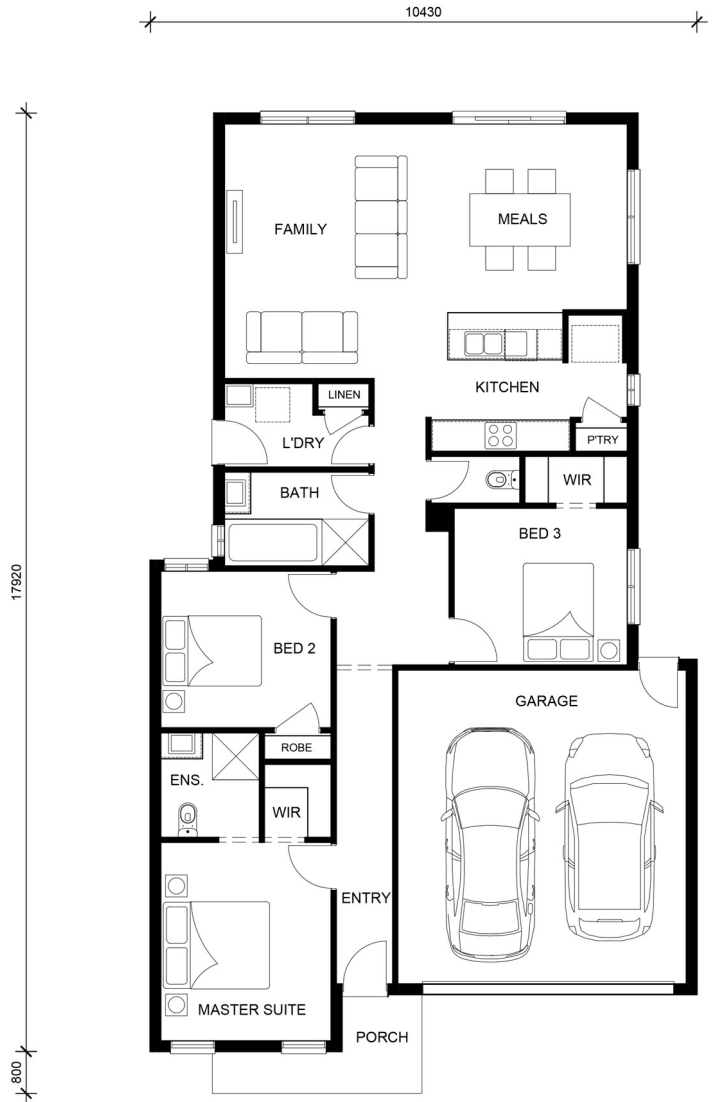 10430
FAMILY
MEALS
KITCHEN
LINEN
L'DRY
P'TRY
BATH
WIR
BED 3
17920
BED 2
GARAGE
ROBE
ENS.
WIR
ENTRY
MASTER SUITE
PORCH
800